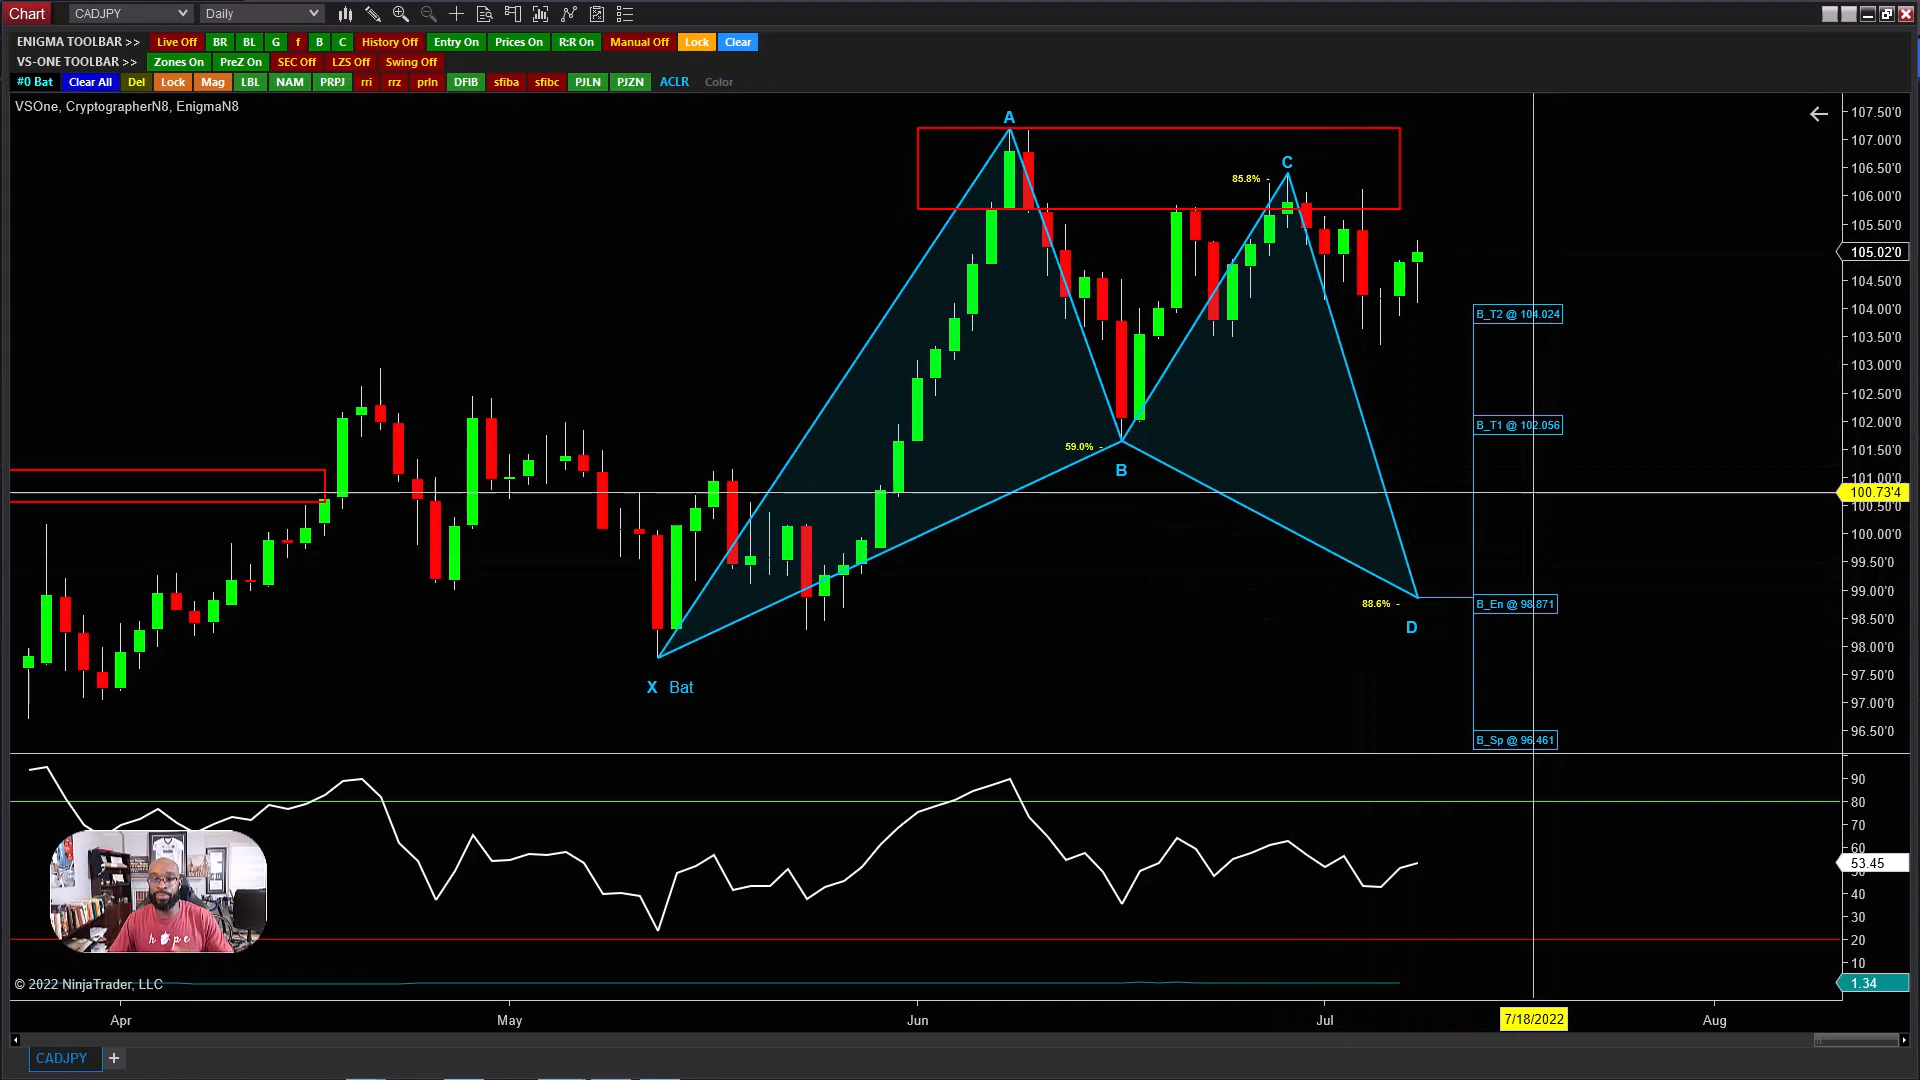 Chart CADJPY Daily
ENIGMA TOOLBAR >> Live Off BR BL G f B C History Off Entry On Prices On R:R On Manual Off Lock Clear
VS-ONE TOOLBAR >> Zones On PreZ On SEC Off LZS Off Swing Off
#0 Bat Clear All Del Lock Mag LBL NAM PRPJ rri rrz prln DFIB sfiba sfibc PJLN PJZN ACLR Color
VSOne, CryptographerN8, EnigmaN8
107.50'0
A
107.00'0
C
106.50'0
85.8% -
106.00'0
105.50'0
105.02'0
104.50'0
104.00'0
B_T2 @ 104.024
103.50'0
103.00'0
102.50'0
102.00'0
B_T1 @ 102.056
59.0% -
101.50'0
B
101.00'0
100.73'4
100.50'0
100.00'0
99.50'0
99.00'0
88.6% -
B_En @ 98.871
98.50'0
D
98.00'0
97.50'0
X Bat
97.00'0
96.50'0
B_Sp @ 96.461
90
80
70
60
53.45
40
30
h pe
20
10
© 2022 NinjaTrader, LLC
1.34
Apr May Jun Jul 7/18/2022 Aug
CADJPY +